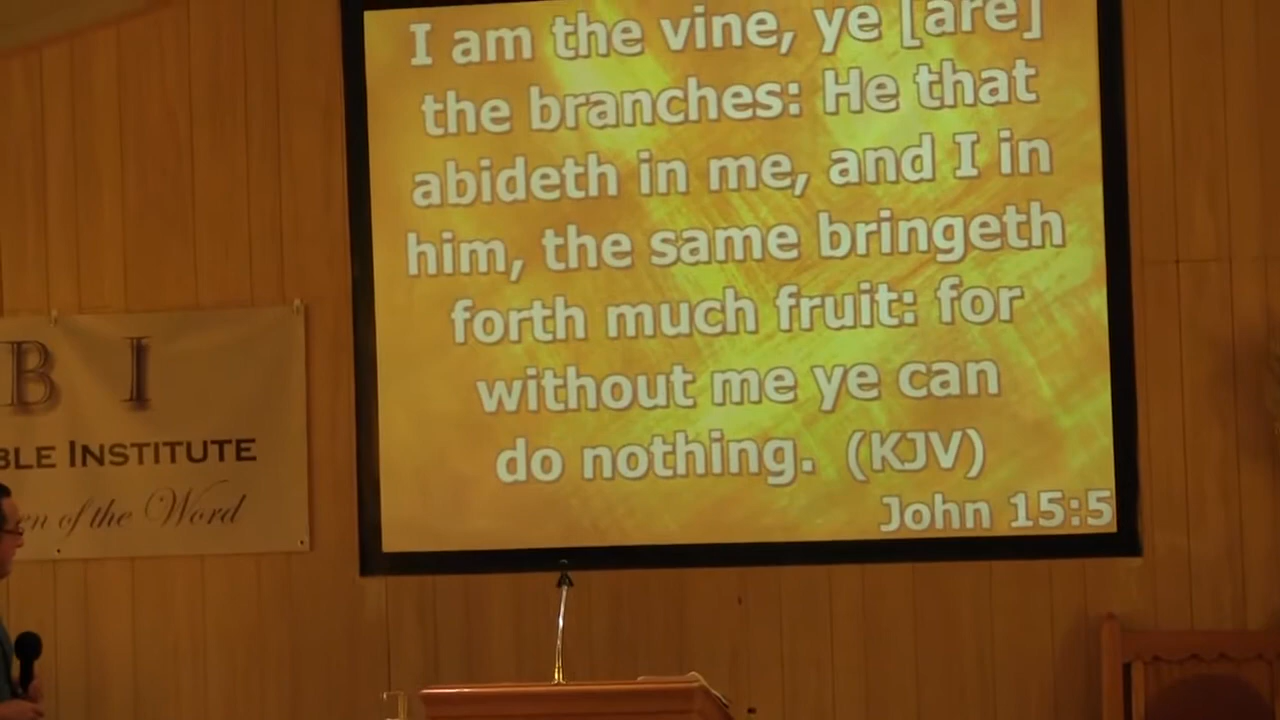 I am the vine, ye [are]
the branches: He that
abideth in me, and I in
him, the same bringeth
forth much fruit: for
without me ye can
do nothing. (KJV)
John 15:5
B I
BLE INSTITUTE
en of the Word